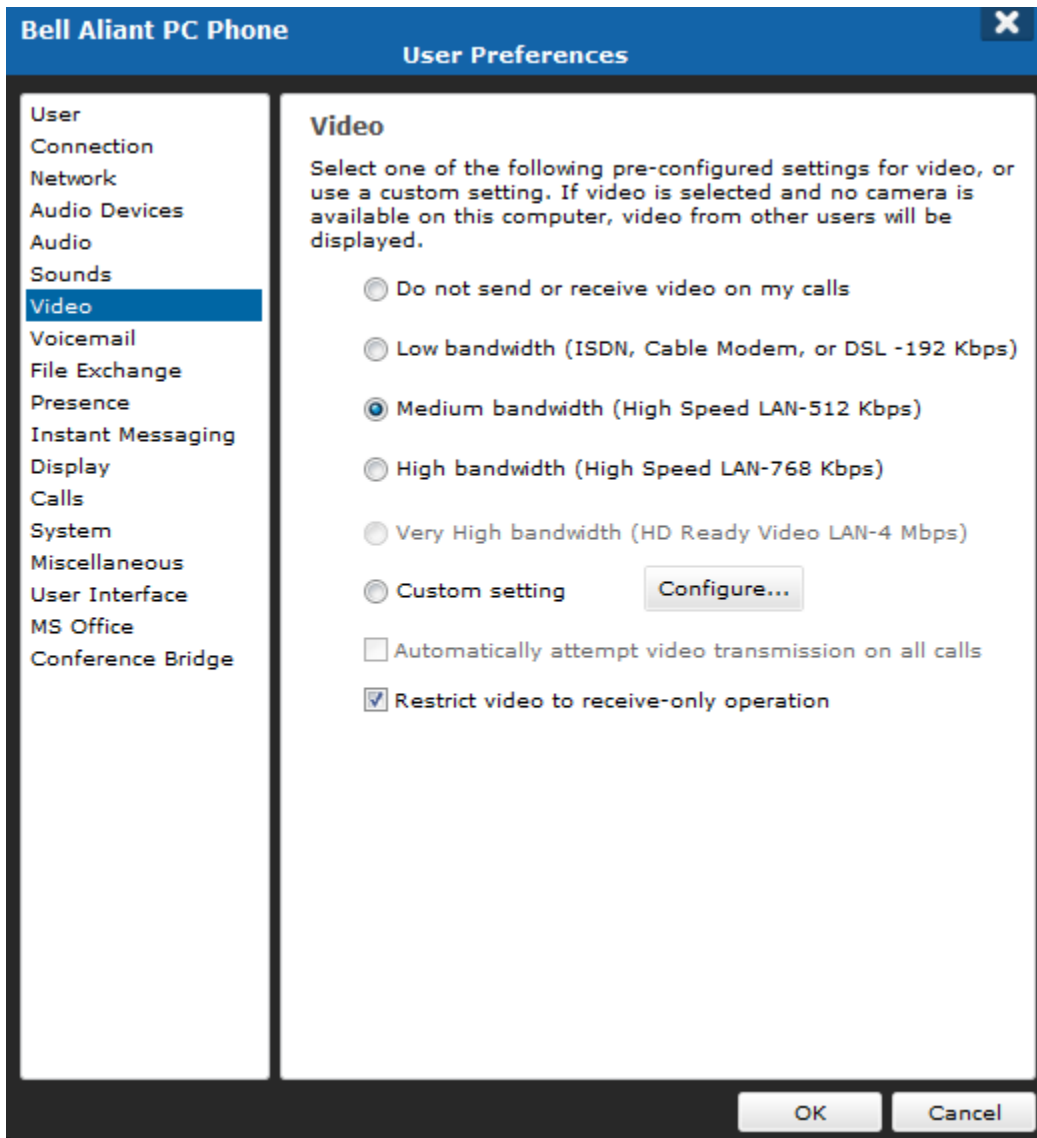 Bell Aliant PC Phone
User Preferences
User
Connection
Network
Audio Devices
Audio
Sounds
Video
Voicemail
File Exchange
Presence
Instant Messaging
Display
Calls
System
Miscellaneous
User Interface
MS Office
Conference Bridge
Video
Select one of the following pre-configured settings for video, or
use a custom setting. If video is selected and no camera is
available on this computer, video from other users will be
displayed.
Do not send or receive video on my calls
Low bandwidth (ISDN, Cable Modem, or DSL -192 Kbps)
Medium bandwidth (High Speed LAN-512 Kbps)
High bandwidth (High Speed LAN-768 Kbps)
Very High bandwidth (HD Ready Video LAN-4 Mbps)
Custom setting Configure...
Automatically attempt video transmission on all calls
Restrict video to receive-only operation
OK Cancel